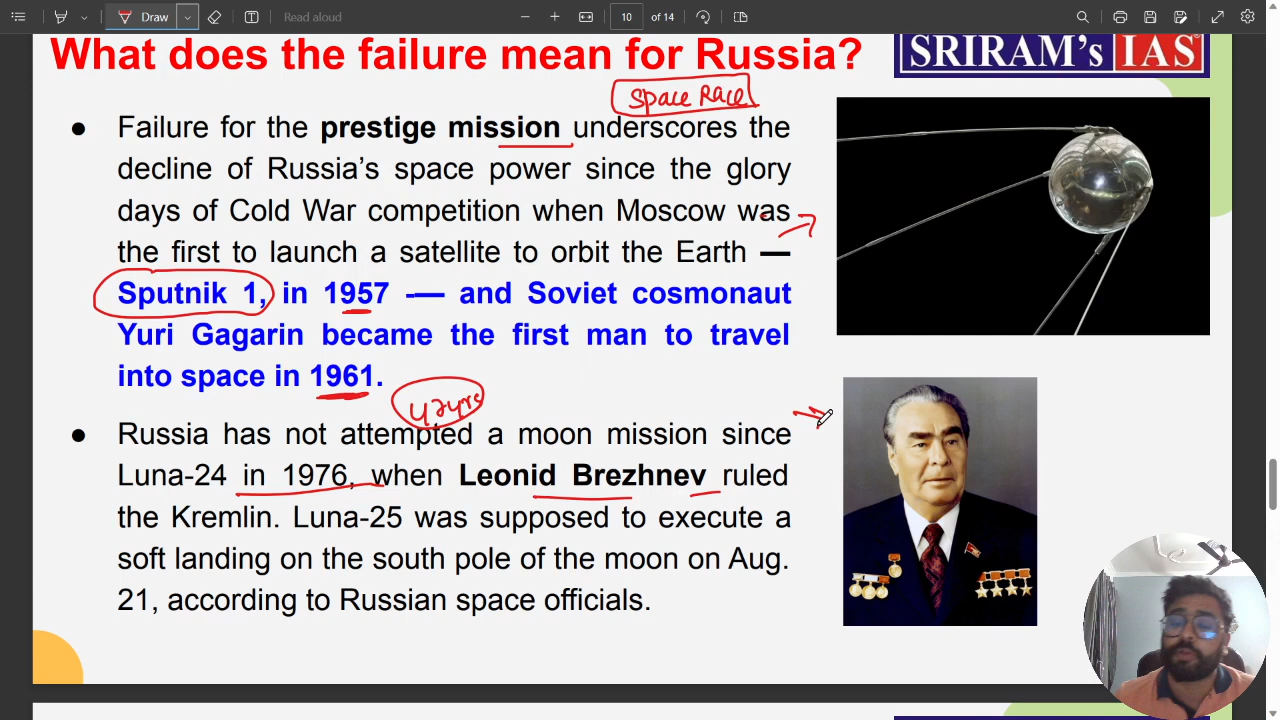 Draw
Read aloud
10
of 14
What does the failure mean for Russia?
SRIRAM's IAS
Space Race
● Failure for the prestige mission underscores the
decline of Russia's space power since the glory
days of Cold War competition when Moscow was
the first to launch a satellite to orbit the Earth —
Sputnik 1, in 1957 -— and Soviet cosmonaut
Yuri Gagarin became the first man to travel
into space in 1961.
● Russia has not attempted a moon mission since
Luna-24 in 1976, when Leonid Brezhnev ruled
the Kremlin. Luna-25 was supposed to execute a
soft landing on the south pole of the moon on Aug.
21, according to Russian space officials.